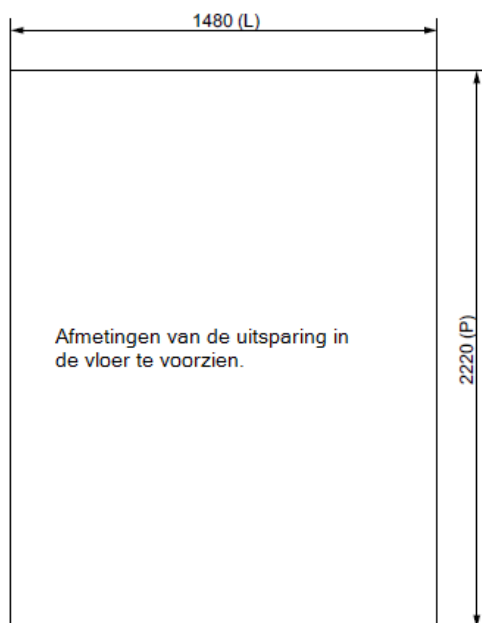 1480 (L)
Afmetingen van de uitsparing in
de vloer te voorzien.
2220 (P)